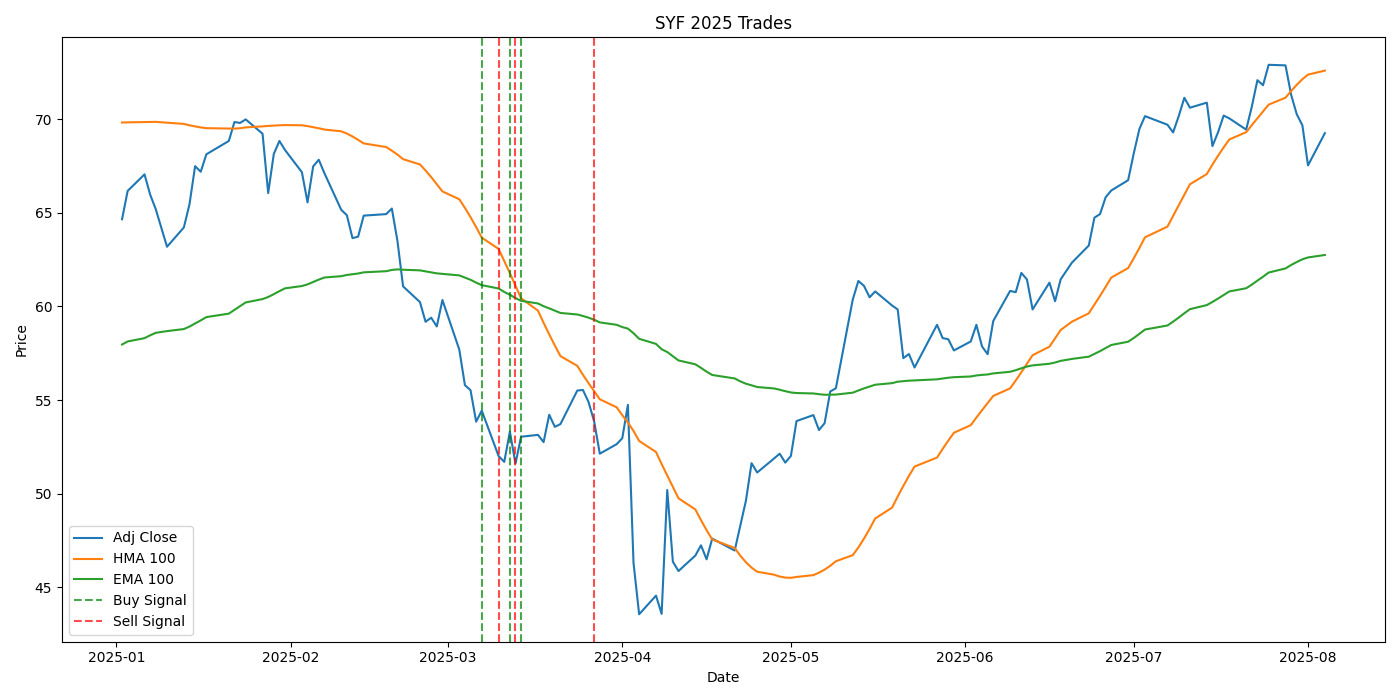 SYF 2025 Trades
Price
70
65
60
55
50
45
Adj Close
HMA 100
EMA 100
Buy Signal
Sell Signal
2025-01
2025-02
2025-03
2025-04
2025-05
2025-06
2025-07
2025-08
Date